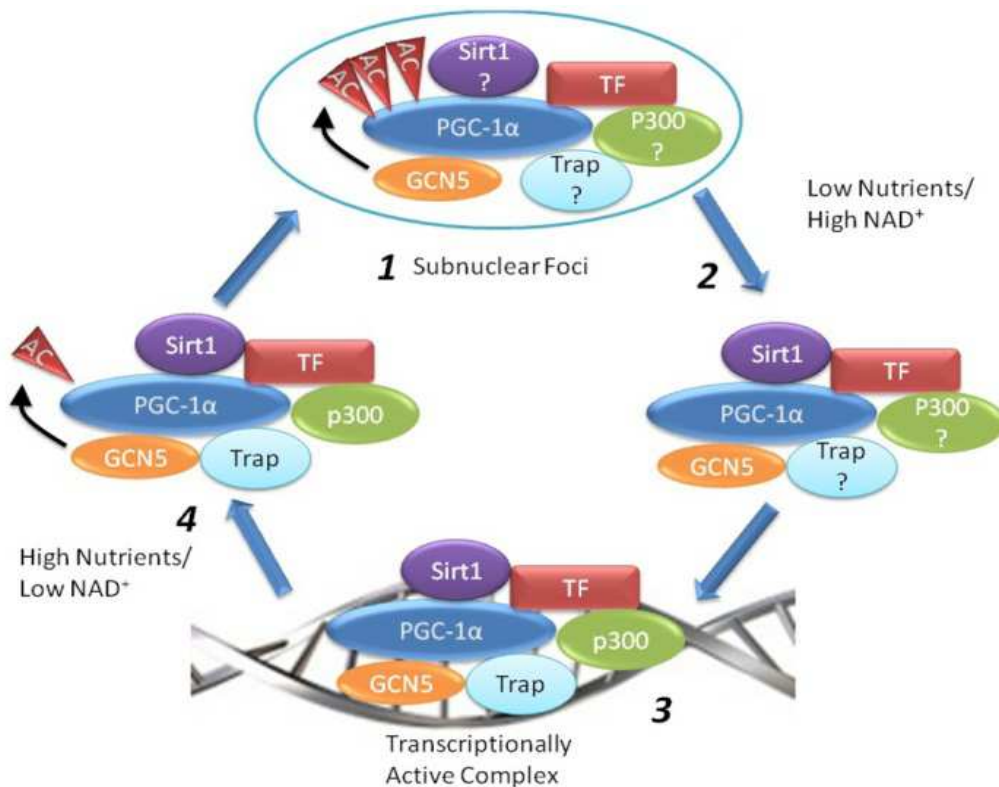 AC
AC
AC
Sirt1
?
TF
PGC-1α
P300
?
GCN5
Trap
?
Low Nutrients/
High NAD⁺
1 Subnuclear Foci
2
AC
Sirt1
TF
PGC-1α
p300
GCN5
Trap
Sirt1
TF
PGC-1α
P300
?
GCN5
Trap
?
4
High Nutrients/
Low NAD⁺
Sirt1
TF
PGC-1α
p300
GCN5
Trap
3
Transcriptionally
Active Complex